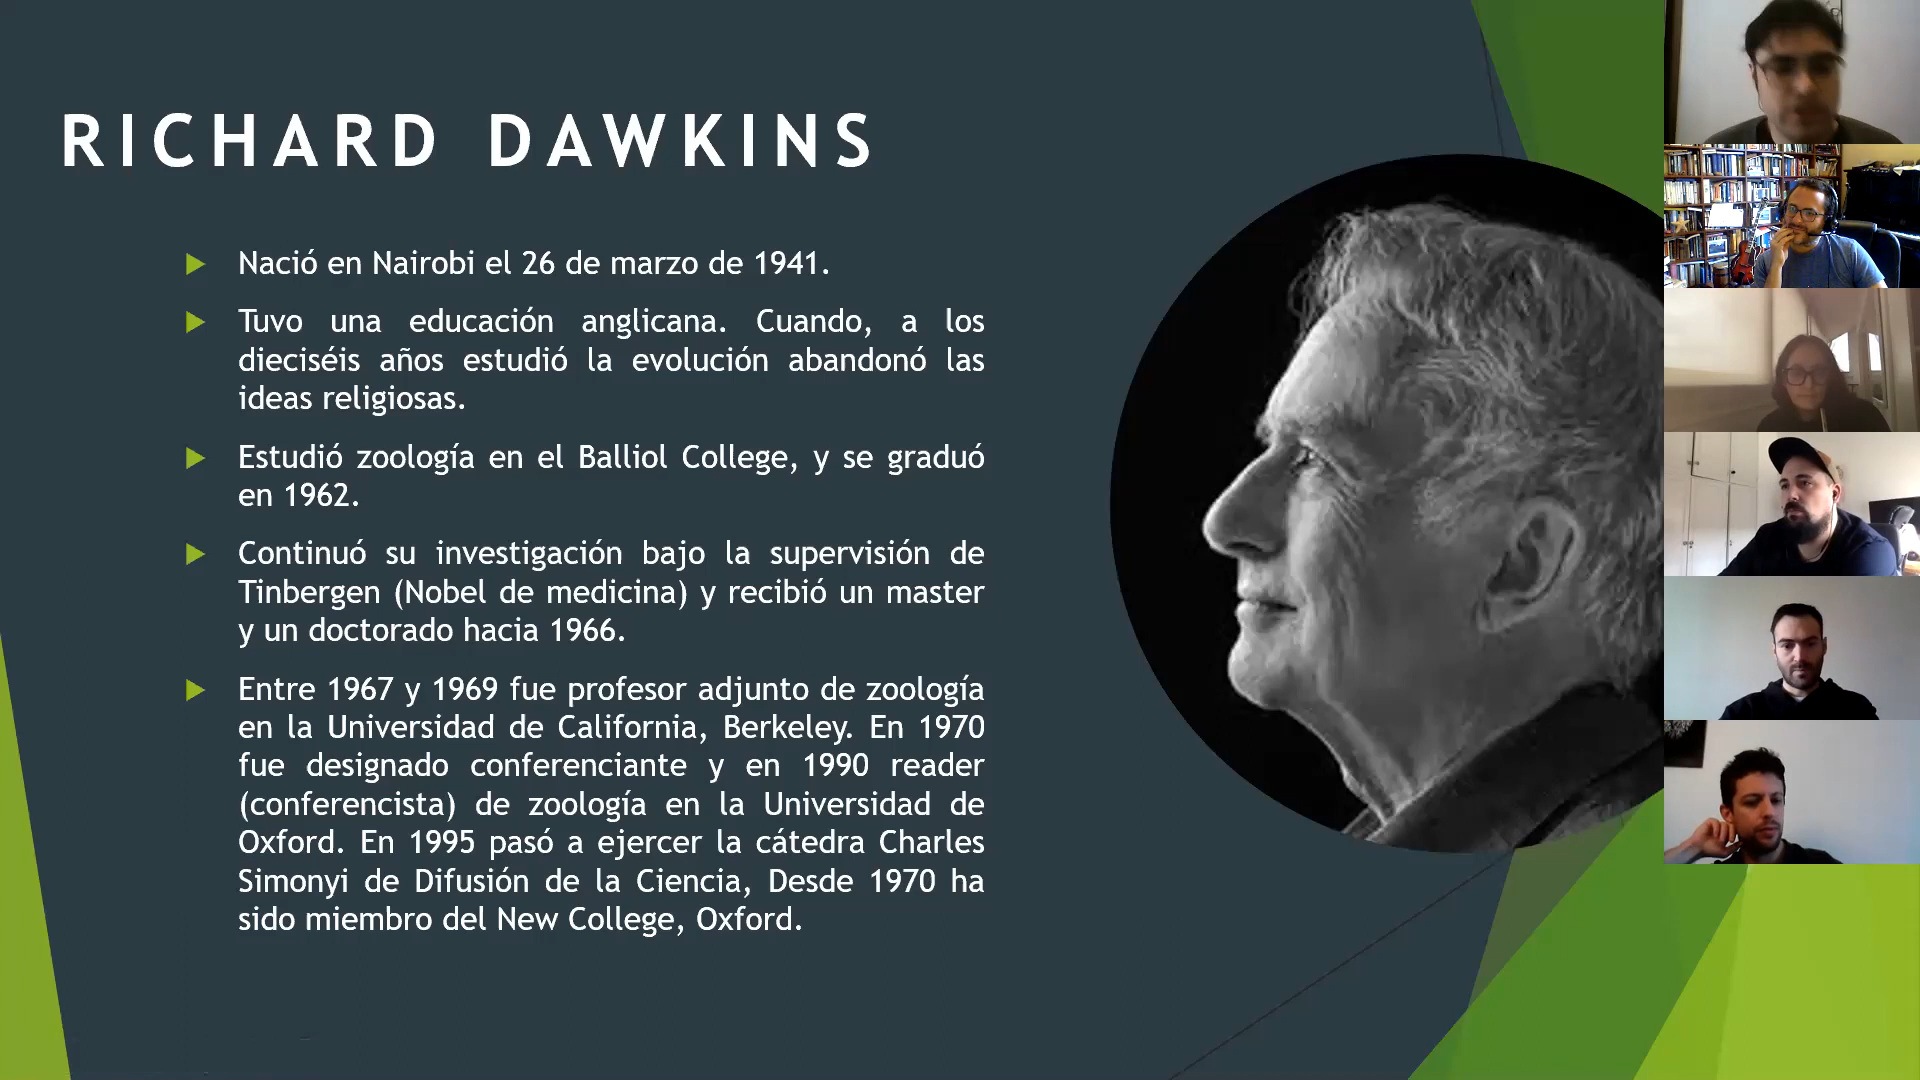 RICHARD DAWKINS
Nació en Nairobi el 26 de marzo de 1941.
Tuvo una educación anglicana. Cuando, a los
dieciséis años estudió la evolución abandonó las
ideas religiosas.
Estudió zoología en el Balliol College, y se graduó
en 1962.
Continuó su investigación bajo la supervisión de
Tinbergen (Nobel de medicina) y recibió un master
y un doctorado hacia 1966.
Entre 1967 y 1969 fue profesor adjunto de zoología
en la Universidad de California, Berkeley. En 1970
fue designado conferenciante y en 1990 reader
(conferencista) de zoología en la Universidad de
Oxford. En 1995 pasó a ejercer la cátedra Charles
Simonyi de Difusión de la Ciencia, Desde 1970 ha
sido miembro del New College, Oxford.